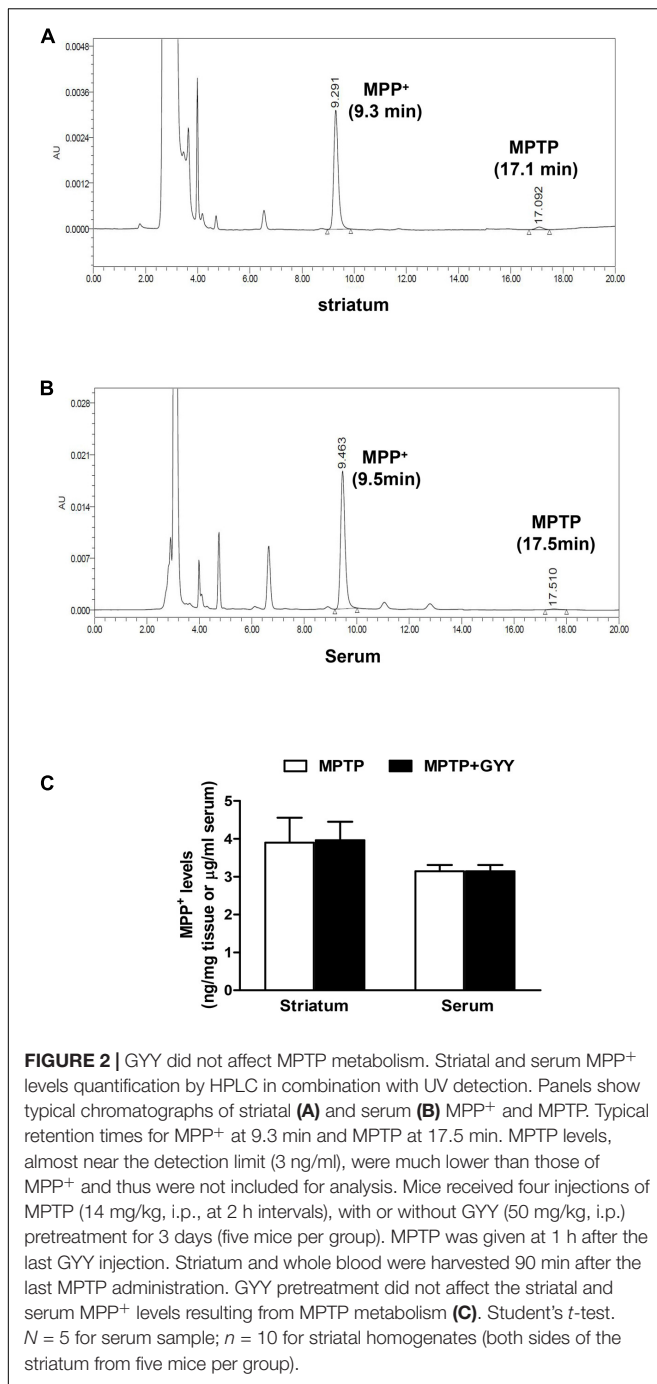 A
0.0048
0.0036
0.0024
0.0012
0.0000
AU
9.291
MPP+
(9.3 min)
MPTP
(17.1 min)
17.092
0.00 2.00 4.00 6.00 8.00 10.00 12.00 14.00 16.00 18.00 20.00
striatum
B
0.028
0.021
0.014
0.007
0.000
AU
9.463
MPP+
(9.5min)
MPTP
(17.5min)
17.510
0.00 2.00 4.00 6.00 8.00 10.00 12.00 14.00 16.00 18.00 20.00
Serum
C
MPTP MPTP+GYY
MPP+ levels
(ng/mg tissue or μg/ml serum)
5
4
3
2
1
0
Striatum Serum
FIGURE 2 | GYY did not affect MPTP metabolism. Striatal and serum MPP+
levels quantification by HPLC in combination with UV detection. Panels show
typical chromatographs of striatal (A) and serum (B) MPP+ and MPTP. Typical
retention times for MPP+ at 9.3 min and MPTP at 17.5 min. MPTP levels,
almost near the detection limit (3 ng/ml), were much lower than those of
MPP+ and thus were not included for analysis. Mice received four injections of
MPTP (14 mg/kg, i.p., at 2 h intervals), with or without GYY (50 mg/kg, i.p.)
pretreatment for 3 days (five mice per group). MPTP was given at 1 h after the
last GYY injection. Striatum and whole blood were harvested 90 min after the
last MPTP administration. GYY pretreatment did not affect the striatal and
serum MPP+ levels resulting from MPTP metabolism (C). Student's t-test.
N = 5 for serum sample; n = 10 for striatal homogenates (both sides of the
striatum from five mice per group).